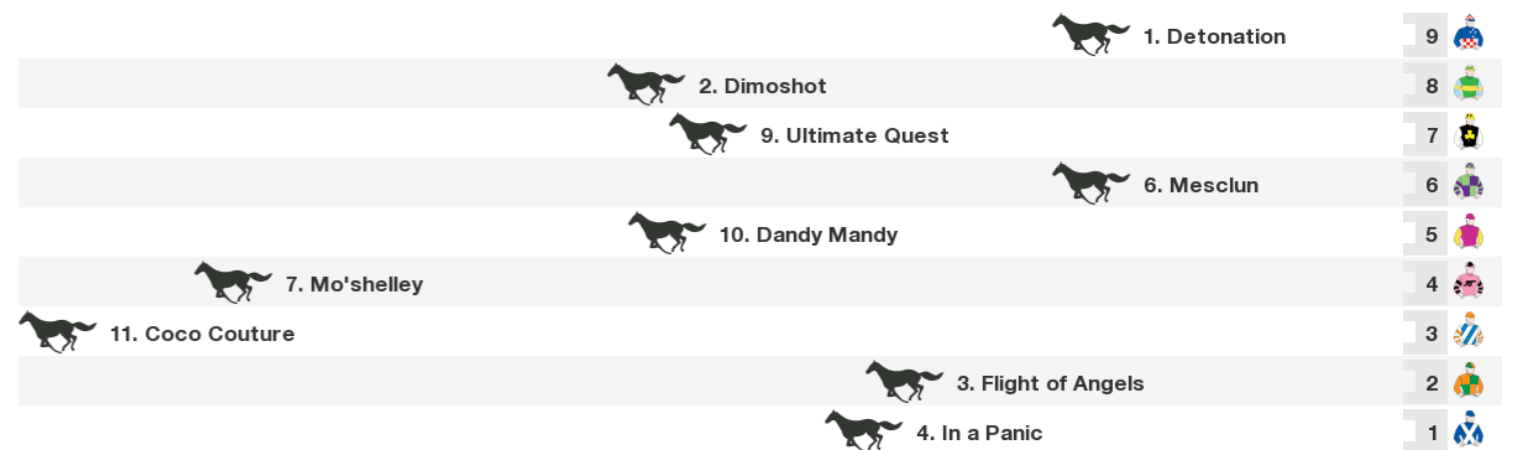 1. Detonation 9
2. Dimoshot 8
9. Ultimate Quest 7
6. Mesclun 6
10. Dandy Mandy 5
7. Mo'shelley 4
11. Coco Couture 3
3. Flight of Angels 2
4. In a Panic 1